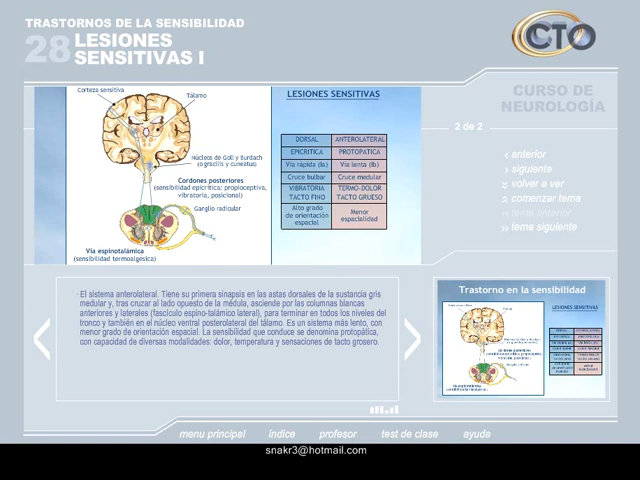 TRASTORNOS DE LA SENSIBILIDAD
28 LESIONES
SENSITIVAS I
CTO
CURSO DE
NEUROLOGÍA
2 de 2
‹ anterior
› siguiente
volver a ver
comenzar tema
tema anterior
›› tema siguiente
Corteza sensitiva
Tálamo
Núcleos de Goll y Burdach
(o gracilis y cuneatus)
Cordones posteriores
(sensibilidad epicrítica: propioceptiva,
vibratoria, posicional)
Ganglio radicular
Vía espinotalámica
(sensibilidad termoalgésica)
LESIONES SENSITIVAS
DORSAL ANTEROLATERAL
EPICRITICA PROTOPATICA
Vía rápida (Ia) Vía lenta (Ib)
Cruce bulbar Cruce medular
VIBRATORIA
TACTO FINO
TERMO-DOLOR
TACTO GRUESO
Alto grado
de orientación
espacial
Menor
especialidad
El sistema anterolateral. Tiene su primera sinapsis en las astas dorsales de la sustancia gris
medular y, tras cruzar al lado opuesto de la médula, asciende por las columnas blancas
anteriores y laterales (fascículo espino-talámico lateral), para terminar en todos los niveles del
tronco y también en el núcleo ventral posterolateral del tálamo. Es un sistema más lento, con
menor grado de orientación espacial. La sensibilidad que conduce se denomina protopática,
con capacidad de diversas modalidades: dolor, temperatura y sensaciones de tacto grosero.
Trastorno en la sensibilidad
LESIONES SENSITIVAS
menu principal indice profesor test de clase ayuda
snakr3@hotmail.com